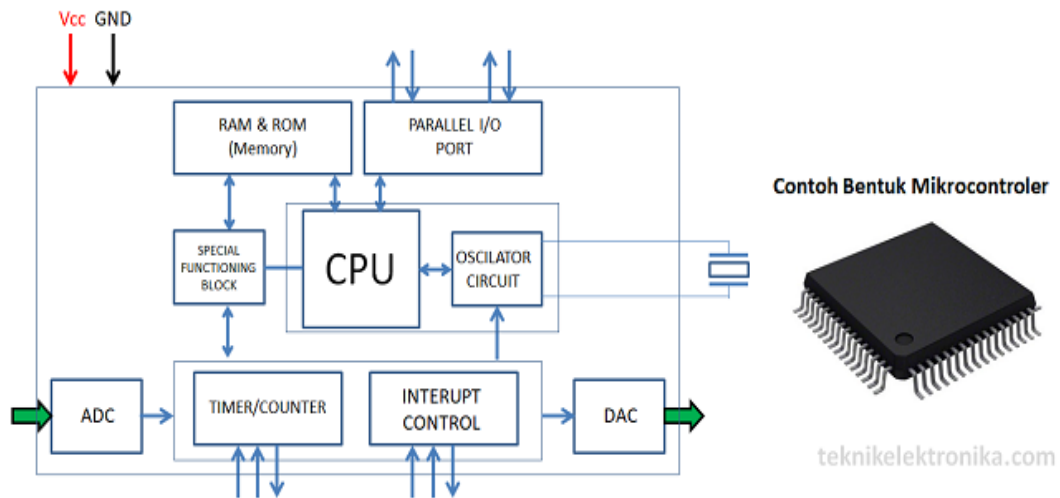 Vcc GND
RAM & ROM
(Memory)
PARALLEL I/O
PORT
Contoh Bentuk Mikrocontroler
SPECIAL
FUNCTIONING
BLOCK
CPU
OSCILATOR
CIRCUIT
ADC
TIMER/COUNTER
INTERUPT
CONTROL
DAC
teknikelektronika.com